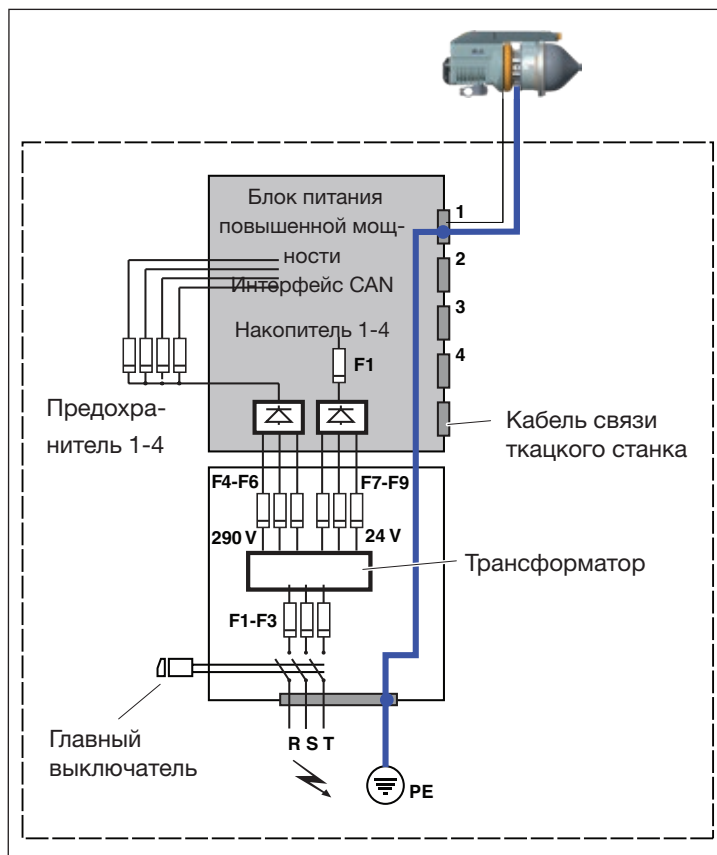 Блок питания
повышенной мощ-
ности
Интерфейс CAN
Накопитель 1-4
1
2
3
4
F1
Предохра-
нитель 1-4
Кабель связи
ткацкого станка
F4-F6
F7-F9
290 V
24 V
Трансформатор
F1-F3
Главный
выключатель
R S T
PE